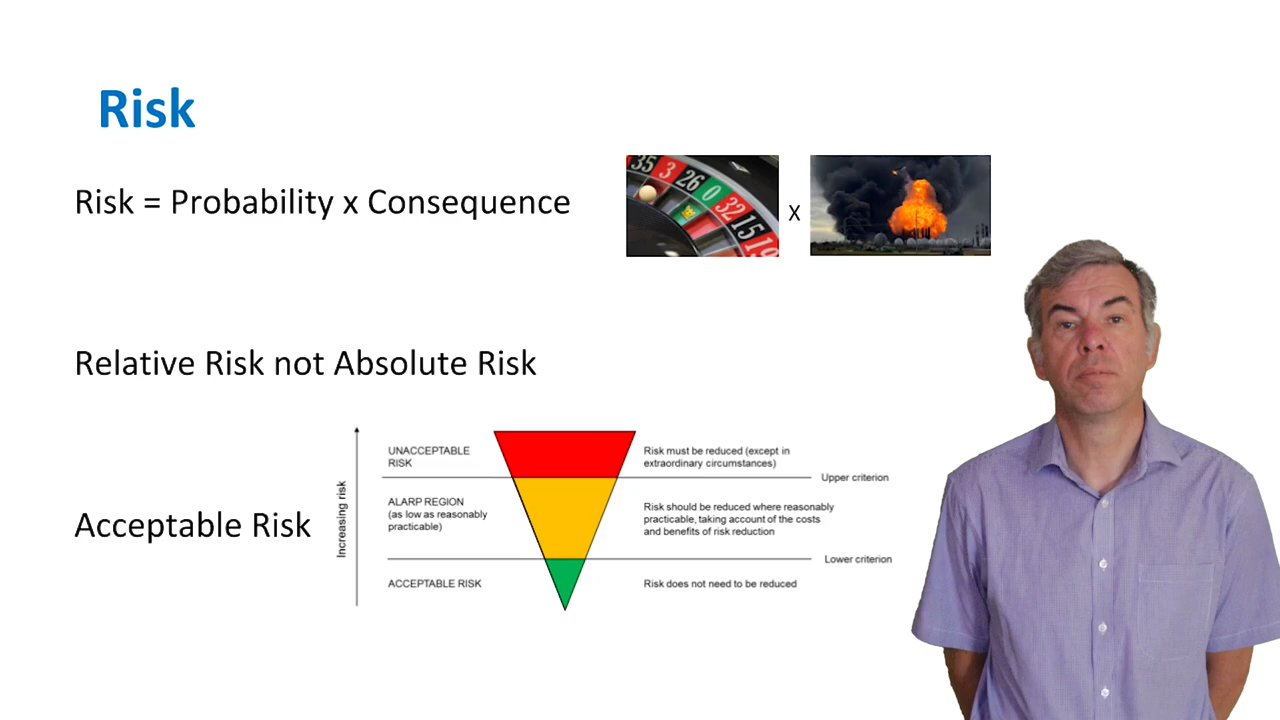 Risk
Risk = Probability x Consequence
35 3 26 0 32 15 19
x
Relative Risk not Absolute Risk
Acceptable Risk
Increasing risk
UNACCEPTABLE
RISK
Risk must be reduced (except in
extraordinary circumstances)
Upper criterion
ALARP REGION
(as low as reasonably
practicable)
Risk should be reduced where reasonably
practicable, taking account of the costs
and benefits of risk reduction
Lower criterion
ACCEPTABLE RISK
Risk does not need to be reduced